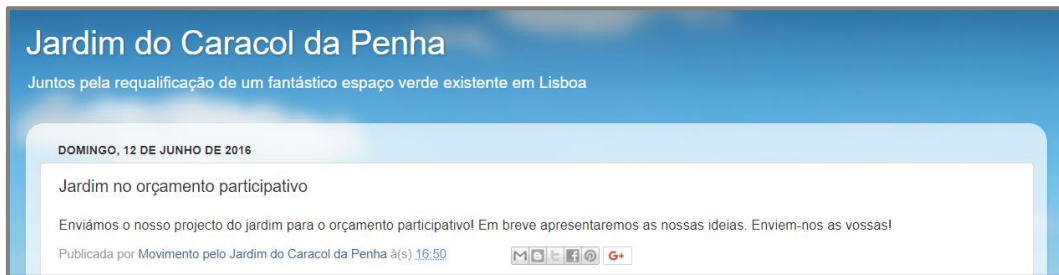 Jardim do Caracol da Penha
Juntos pela requalificação de um fantástico espaço verde existente em Lisboa
DOMINGO, 12 DE JUNHO DE 2016
Jardim no orçamento participativo
Enviámos o nosso projecto do jardim para o orçamento participativo! Em breve apresentaremos as nossas ideias. Enviem-nos as vossas!
Publicada por Movimento pelo Jardim do Caracol da Penha à(s) 16:50 G+